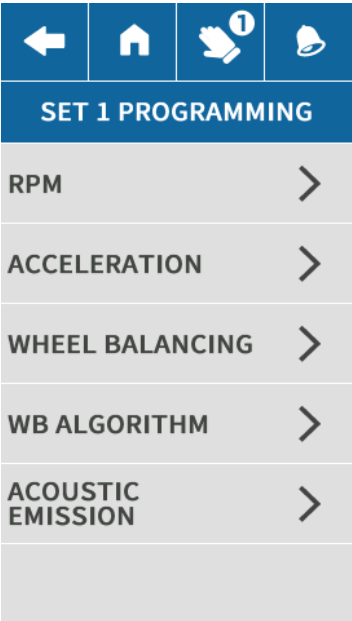 1
SET 1 PROGRAMMING
RPM
ACCELERATION
WHEEL BALANCING
WB ALGORITHM
ACOUSTIC
EMISSION